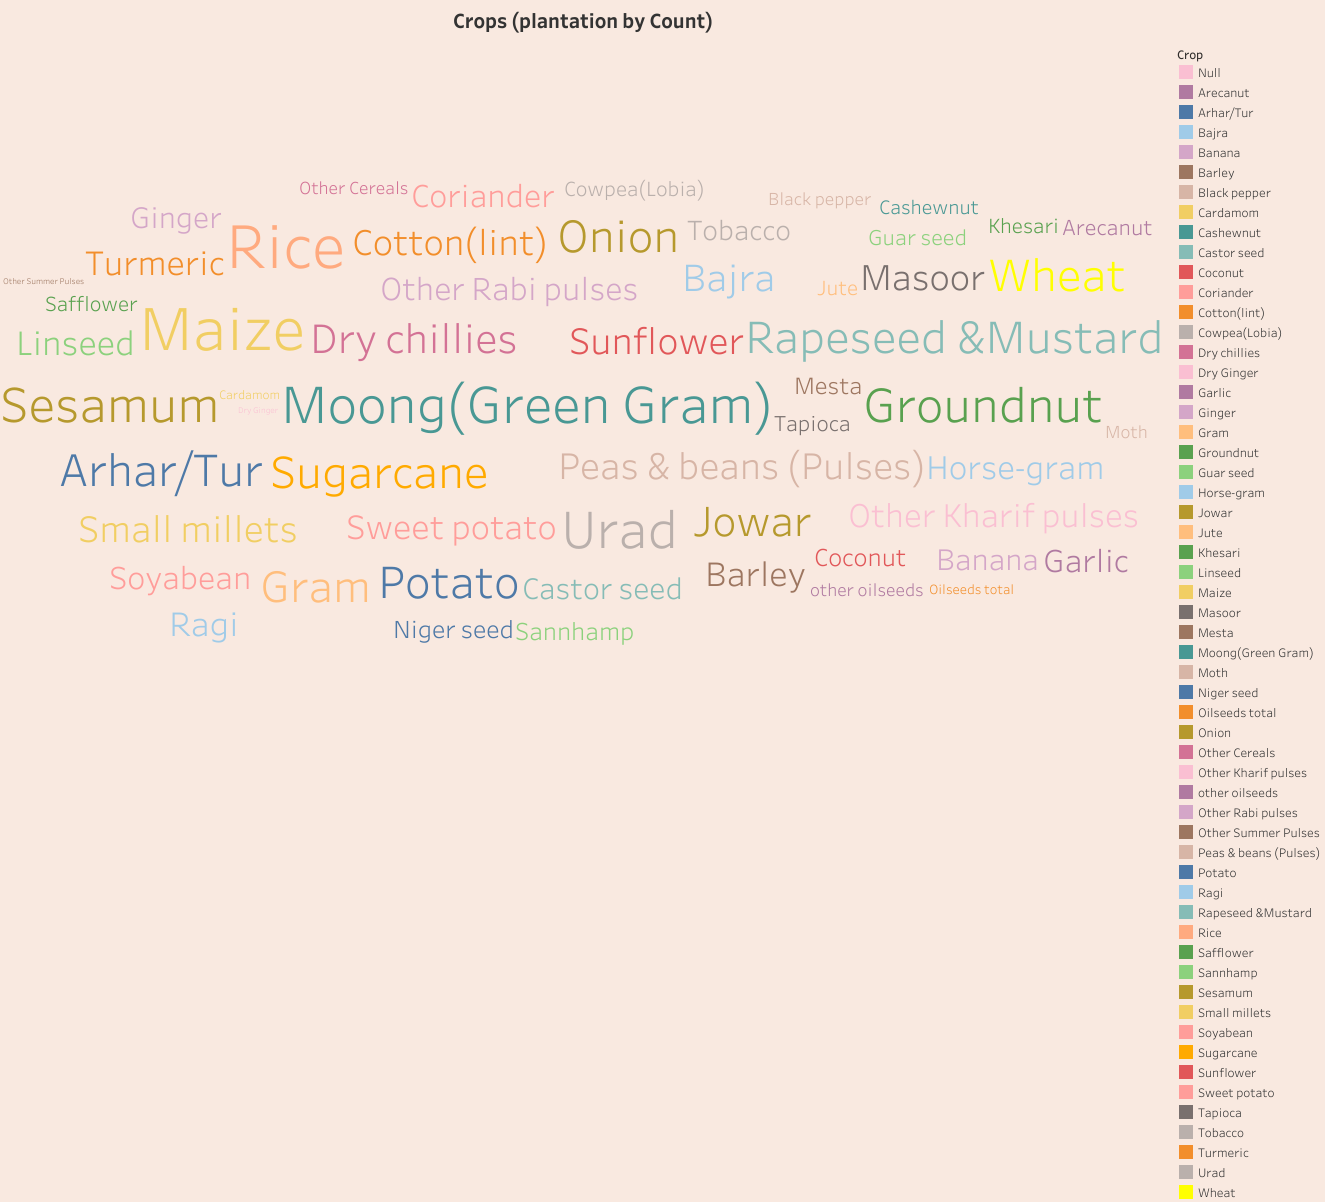 Crops (plantation by Count)
Other Cereals
Coriander
Cowpea(Lobia)
Black pepper
Cashewnut
Ginger
Rice
Cotton(lint)
Onion
Tobacco
Guar seed
Khesari
Arecanut
Turmeric
Other Summer Pulses
Other Rabi pulses
Bajra
Jute
Masoor
Wheat
Safflower
Linseed
Maize
Dry chillies
Sunflower
Rapeseed &Mustard
Sesamum
Cardamom
Dry Ginger
Moong(Green Gram)
Mesta
Tapioca
Groundnut
Moth
Arhar/Tur
Sugarcane
Peas & beans (Pulses)
Horse-gram
Small millets
Sweet potato
Urad
Jowar
Other Kharif pulses
Soyabean
Gram
Potato
Castor seed
Barley
Coconut
Banana
Garlic
other oilseeds
Oilseeds total
Ragi
Niger seed
Sannhamp
Crop
Null
Arecanut
Arhar/Tur
Bajra
Banana
Barley
Black pepper
Cardamom
Cashewnut
Castor seed
Coconut
Coriander
Cotton(lint)
Cowpea(Lobia)
Dry chillies
Dry Ginger
Garlic
Ginger
Gram
Groundnut
Guar seed
Horse-gram
Jowar
Jute
Khesari
Linseed
Maize
Masoor
Mesta
Moong(Green Gram)
Moth
Niger seed
Oilseeds total
Onion
Other Cereals
Other Kharif pulses
other oilseeds
Other Rabi pulses
Other Summer Pulses
Peas & beans (Pulses)
Potato
Ragi
Rapeseed &Mustard
Rice
Safflower
Sannhamp
Sesamum
Small millets
Soyabean
Sugarcane
Sunflower
Sweet potato
Tapioca
Tobacco
Turmeric
Urad
Wheat